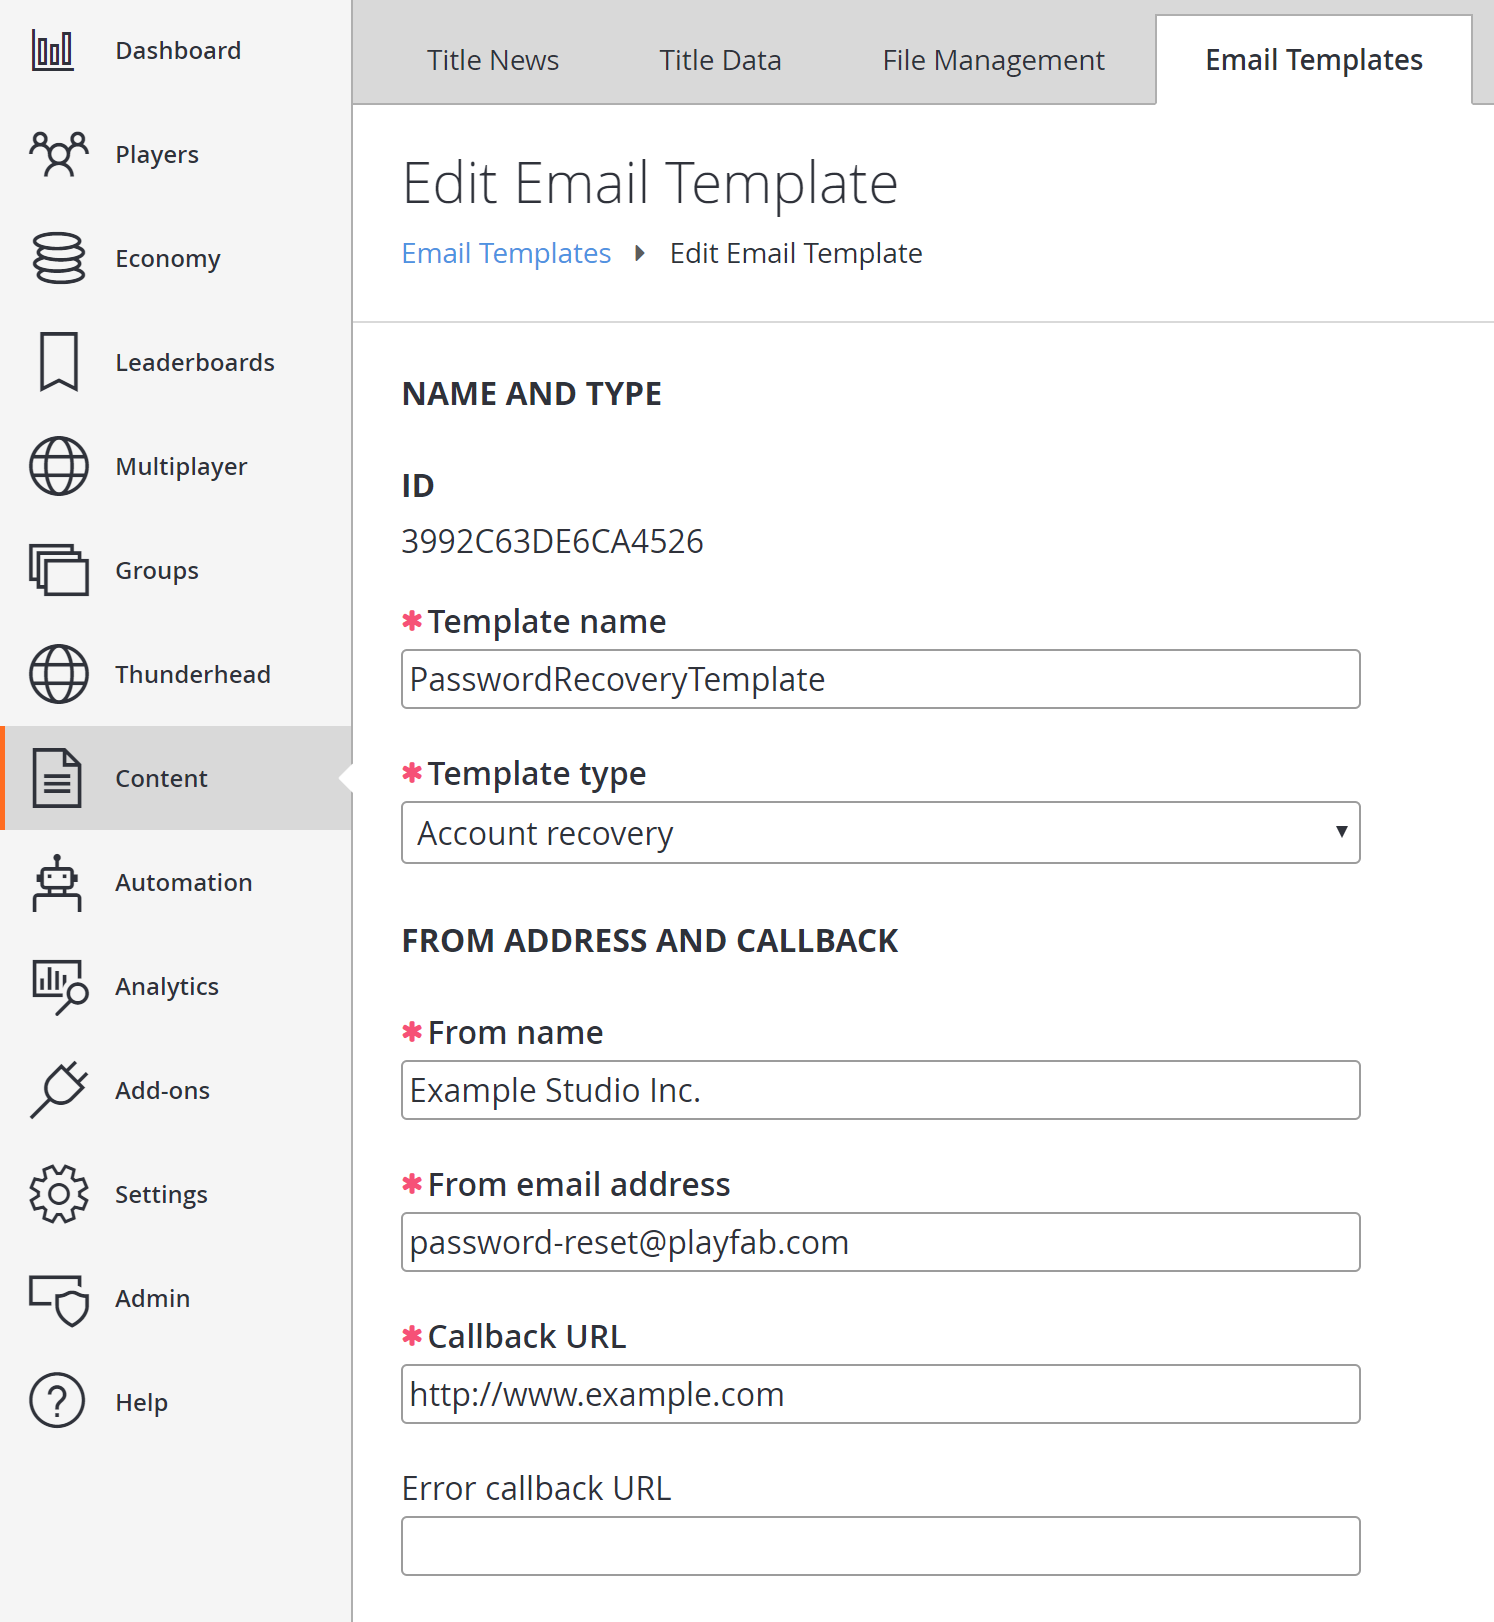 Dashboard
Players
Economy
Leaderboards
Multiplayer
Groups
Thunderhead
Content
Automation
Analytics
Add-ons
Settings
Admin
Help
Title News
Title Data
File Management
Email Templates
Edit Email Template
Email Templates Edit Email Template
NAME AND TYPE
ID
3992C63DE6CA4526
* Template name
PasswordRecoveryTemplate
* Template type
Account recovery
FROM ADDRESS AND CALLBACK
* From name
Example Studio Inc.
* From email address
password-reset@playfab.com
* Callback URL
http://www.example.com
Error callback URL